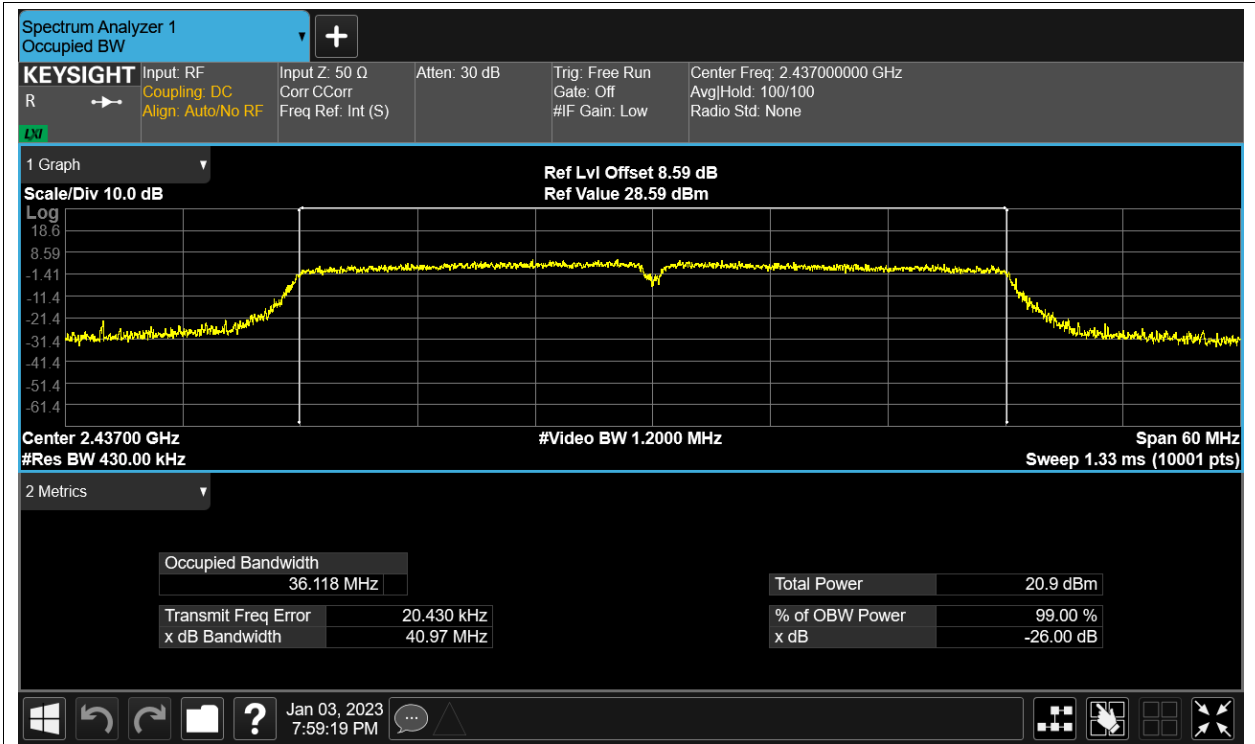 Spectrum Analyzer 1
Occupied BW
KEYSIGHT
R
LXI
Input: RF
Coupling: DC
Align: Auto/No RF
Input Z: 50 Ω
Corr CCorr
Freq Ref: Int (S)
Atten: 30 dB
Trig: Free Run
Gate: Off
#IF Gain: Low
Center Freq: 2.437000000 GHz
Avg|Hold: 100/100
Radio Std: None
1 Graph
Scale/Div 10.0 dB
Ref Lvl Offset 8.59 dB
Ref Value 28.59 dBm
Log
18.6
8.59
-1.41
-11.4
-21.4
-31.4
-41.4
-51.4
-61.4
Center 2.43700 GHz
#Res BW 430.00 kHz
#Video BW 1.2000 MHz
Span 60 MHz
Sweep 1.33 ms (10001 pts)
2 Metrics
Occupied Bandwidth
36.118 MHz
Transmit Freq Error 20.430 kHz
x dB Bandwidth 40.97 MHz
Total Power 20.9 dBm
% of OBW Power 99.00 %
x dB -26.00 dB
?
Jan 03, 2023
7:59:19 PM